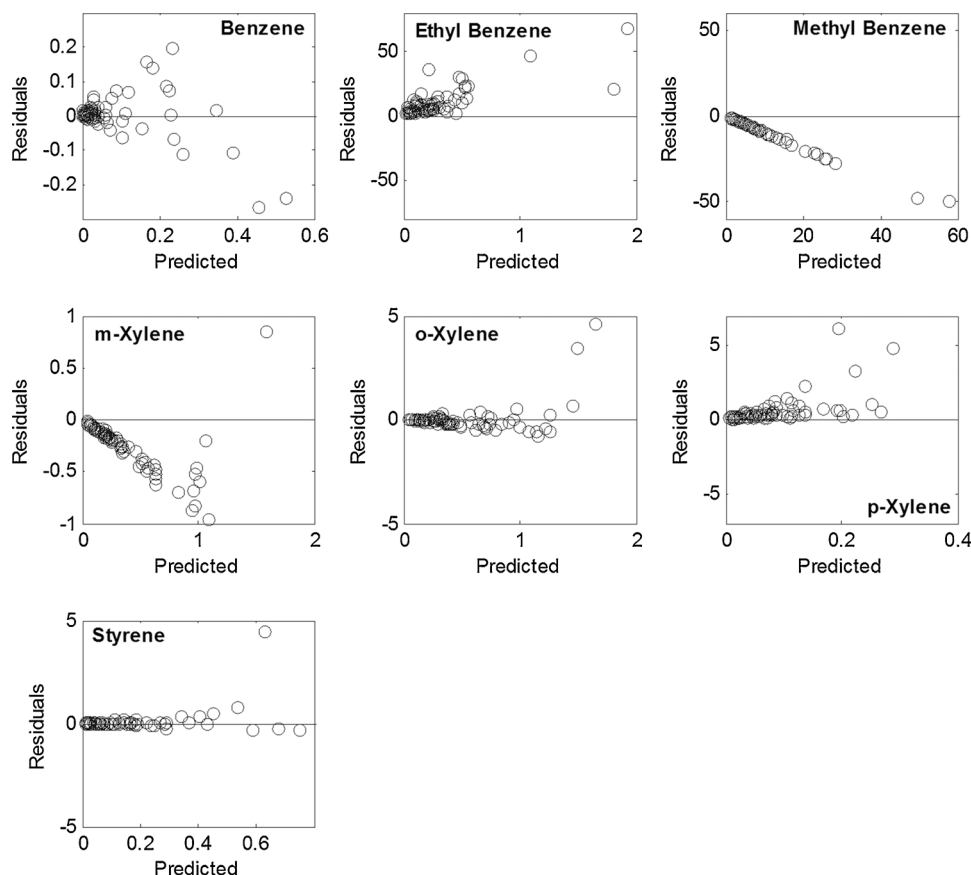 Benzene
Residuals
0.2
0.1
0
-0.1
-0.2
0 0.2 0.4 0.6
Predicted
Ethyl Benzene
Residuals
50
0
-50
0 1 2
Predicted
Methyl Benzene
Residuals
50
0
-50
0 20 40 60
Predicted
m-Xylene
Residuals
1
0.5
0
-0.5
-1
0 1 2
Predicted
o-Xylene
Residuals
5
0
-5
0 1 2
Predicted
p-Xylene
Residuals
5
0
-5
0 0.2 0.4
Predicted
Styrene
Residuals
5
0
-5
0 0.2 0.4 0.6
Predicted